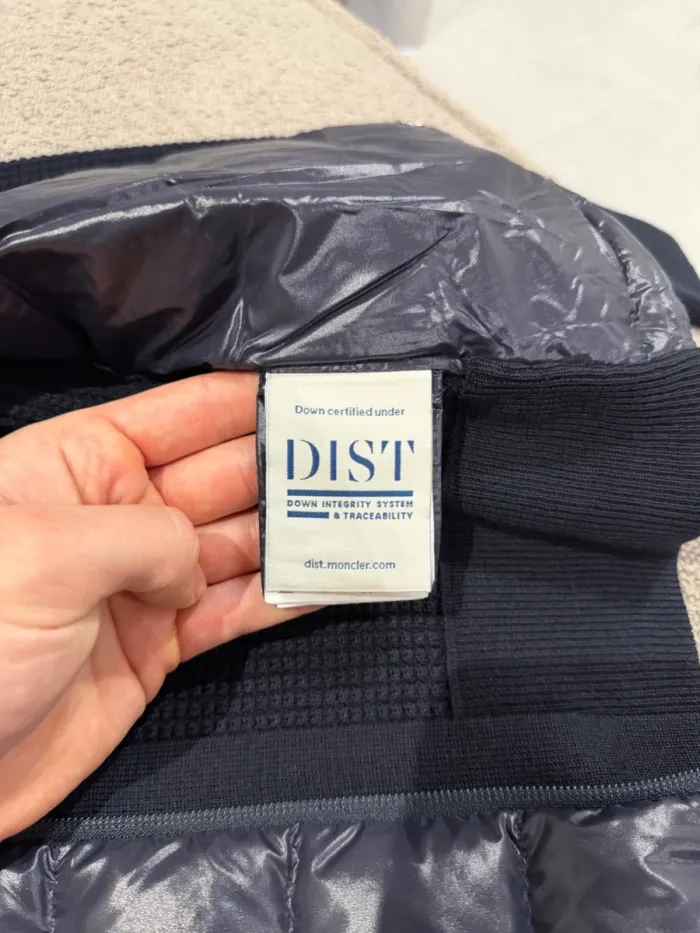 Down certified under
DIST
DOWN INTEGRITY SYSTEM
& TRACEABILITY
dist.moncler.com